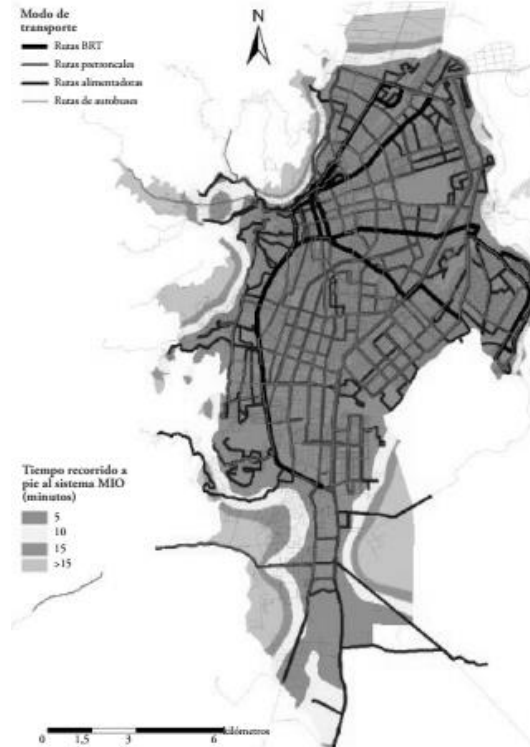 Modo de
transporte
Rutas BRT
Rutas pretroncales
Rutas alimentadoras
Rutas de autobuses
N
Tiempo recorrido a
pie al sistema MIO
(minutos)
5
10
15
>15
0 1,5 3 6 kilómetros